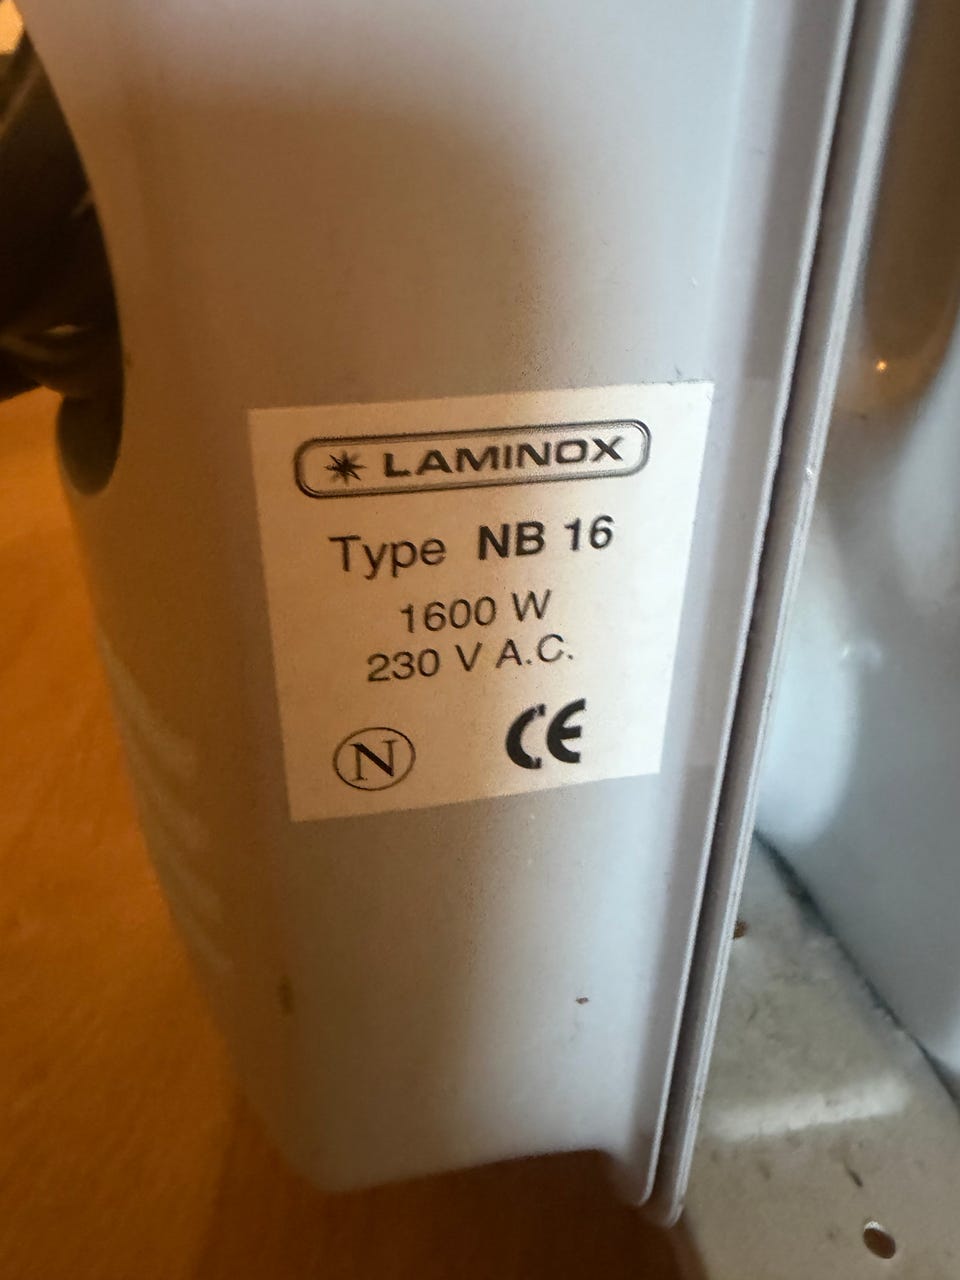 LAMINOX
Type NB 16
1600 W
230 V A.C.
N CE